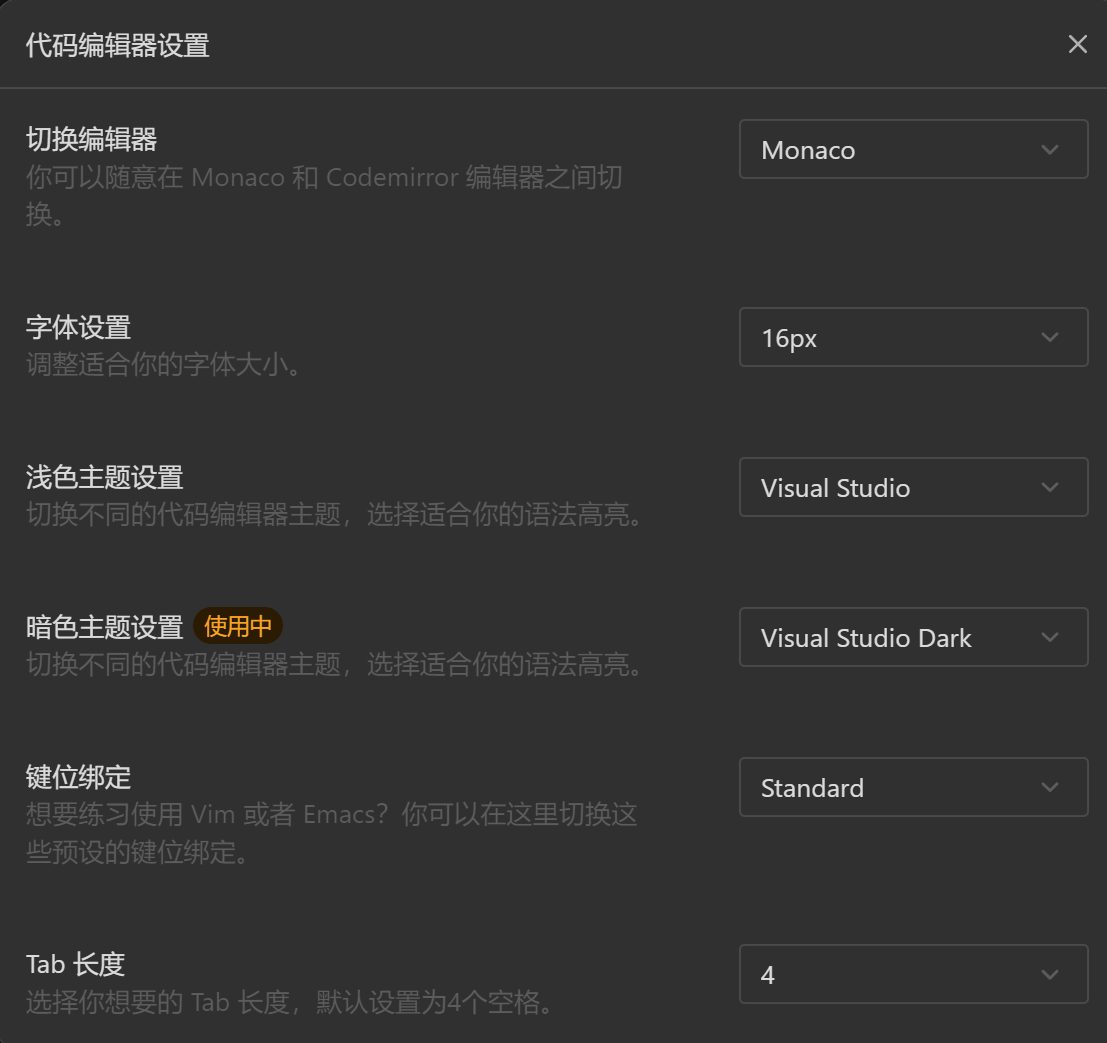 代码编辑器设置
切换编辑器
Monaco
你可以随意在 Monaco 和 Codemirror 编辑器之间切
换。
字体设置
16px
调整适合你的字体大小。
浅色主题设置
Visual Studio
切换不同的代码编辑器主题，选择适合你的语法高亮。
暗色主题设置 使用中
Visual Studio Dark
切换不同的代码编辑器主题，选择适合你的语法高亮。
键位绑定
Standard
想要练习使用 Vim 或者 Emacs？你可以在这里切换这
些预设的键位绑定。
Tab 长度
4
选择你想要的 Tab 长度，默认设置为4个空格。